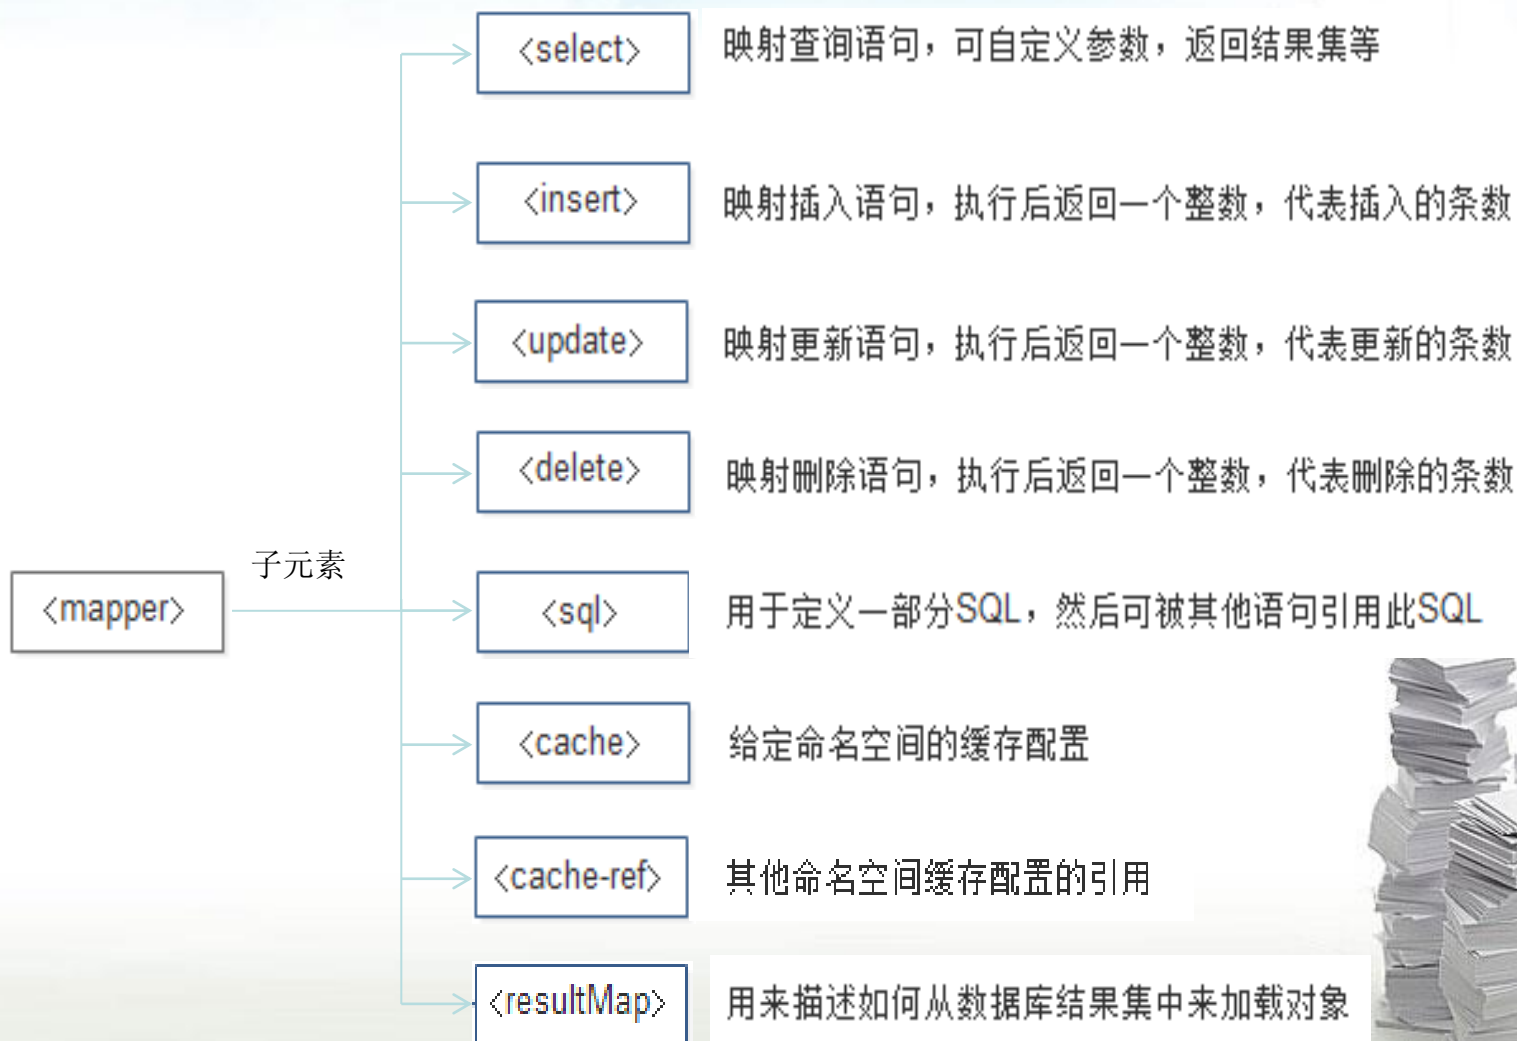 <select>
映射查询语句，可自定义参数，返回结果集等
<insert>
映射插入语句，执行后返回一个整数，代表插入的条数
<update>
映射更新语句，执行后返回一个整数，代表更新的条数
<delete>
映射删除语句，执行后返回一个整数，代表删除的条数
子元素
<mapper>
<sql>
用于定义一部分SQL，然后可被其他语句引用此SQL
<cache>
给定命名空间的缓存配置
<cache-ref>
其他命名空间缓存配置的引用
<resultMap>
用来描述如何从数据库结果集中来加载对象